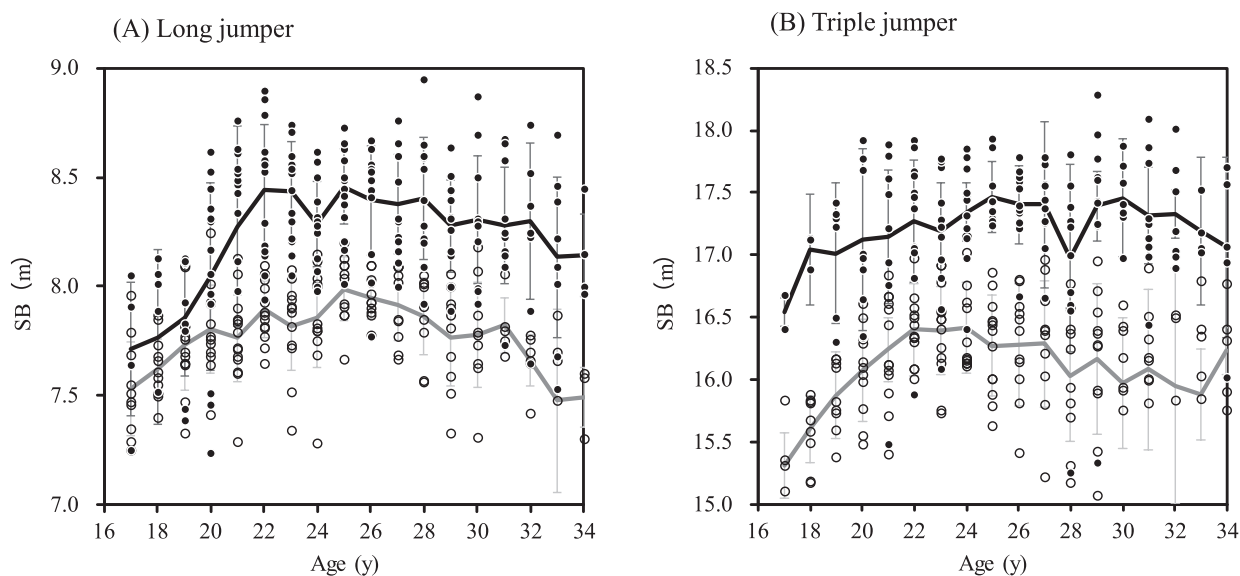 (A) Long jumper
9.0
8.5
8.0
7.5
7.0
SB (m)
16 18 20 22 24 26 28 30 32 34
Age (y)
(B) Triple jumper
18.5
18.0
17.5
17.0
16.5
16.0
15.5
15.0
SB (m)
16 18 20 22 24 26 28 30 32 34
Age (y)